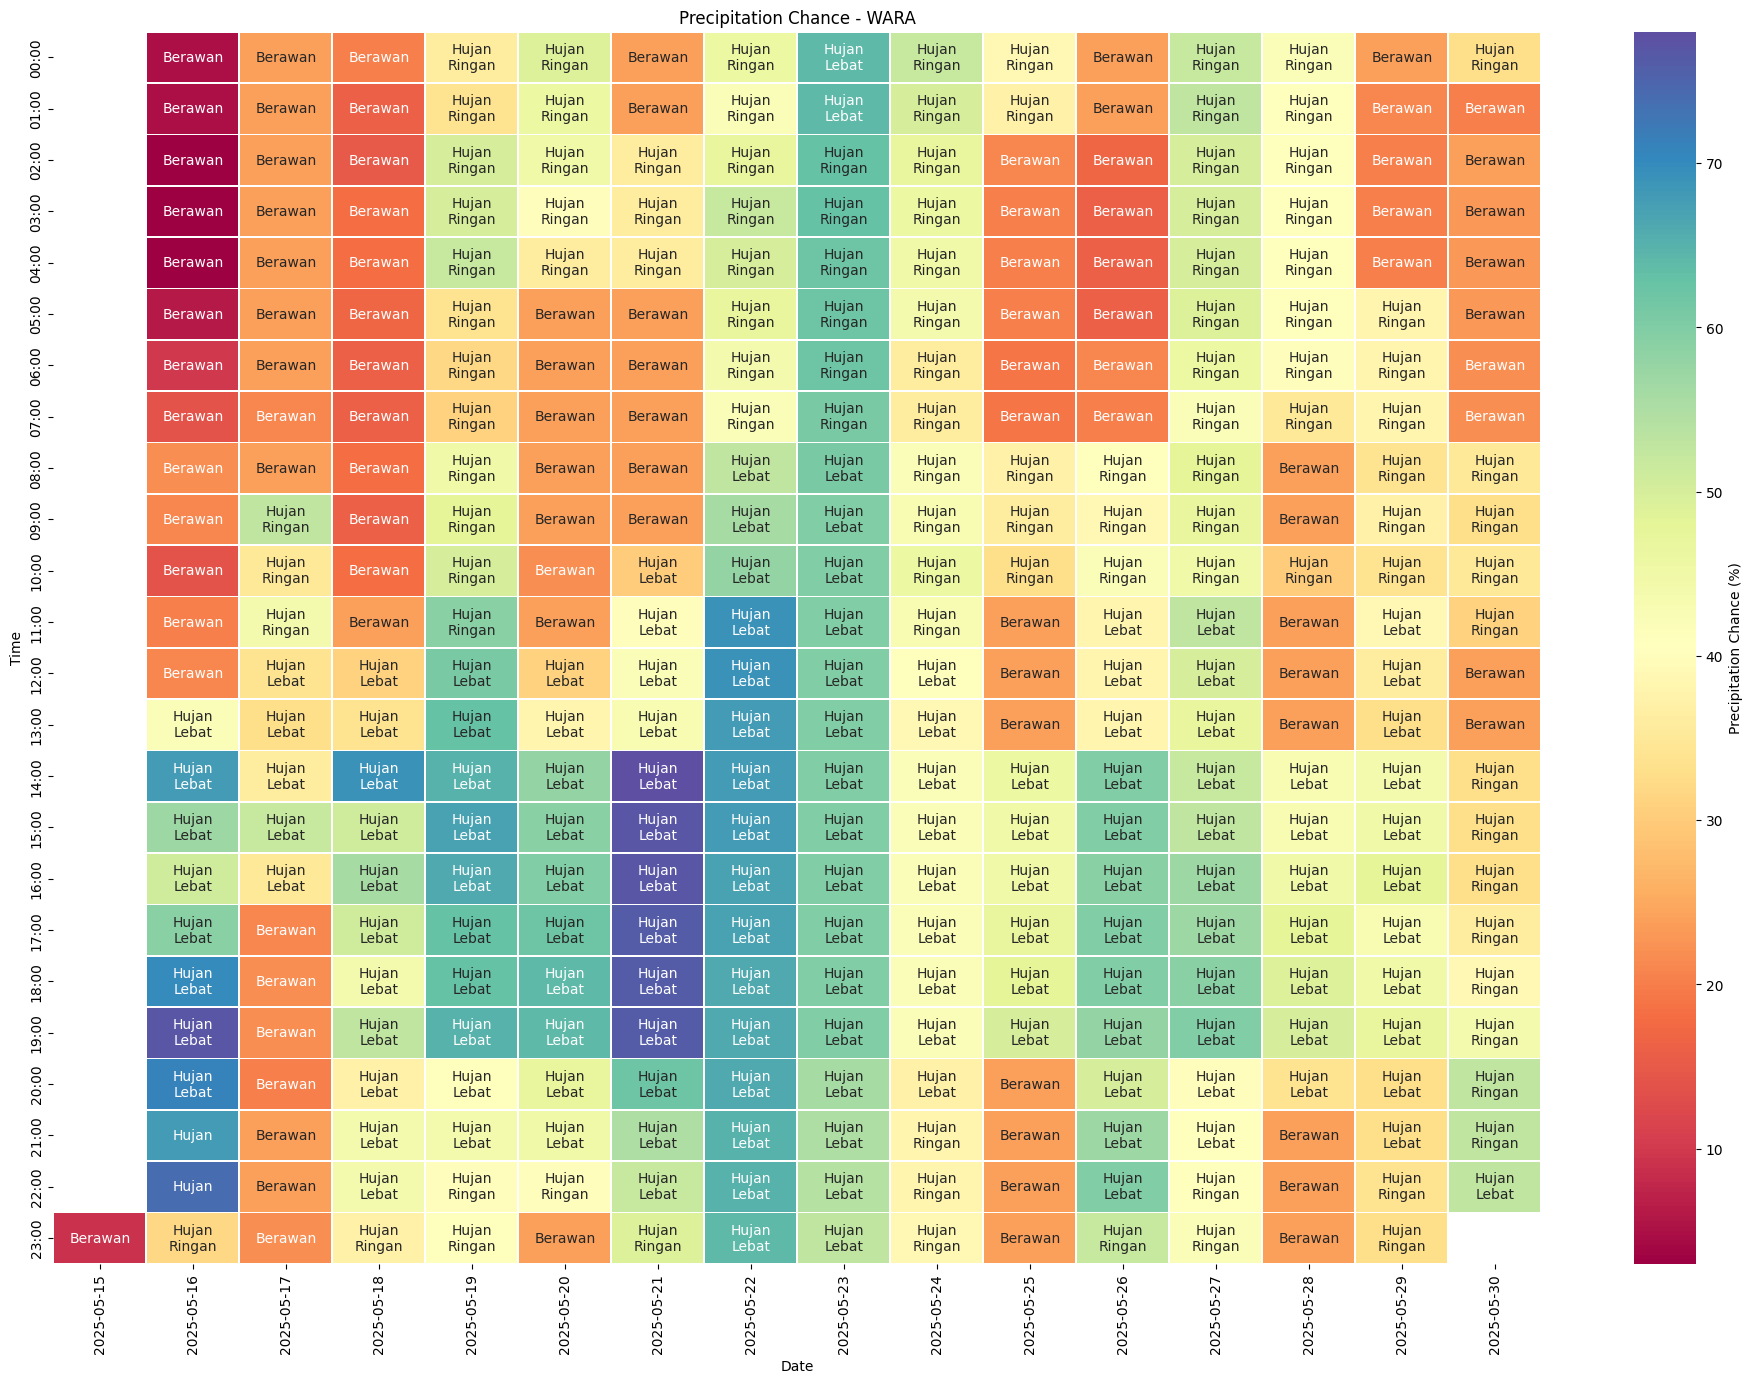 Precipitation Chance - WARA
00:00 Berawan Berawan Berawan Hujan Ringan Hujan Ringan Berawan Hujan Ringan Hujan Lebat Hujan Ringan Hujan Ringan Berawan Hujan Ringan Hujan Ringan Berawan Hujan Ringan
01:00 Berawan Berawan Berawan Hujan Ringan Hujan Ringan Berawan Hujan Ringan Hujan Lebat Hujan Ringan Hujan Ringan Berawan Hujan Ringan Hujan Ringan Berawan Berawan
02:00 Berawan Berawan Berawan Hujan Ringan Hujan Ringan Hujan Ringan Hujan Ringan Hujan Ringan Hujan Ringan Berawan Berawan Hujan Ringan Hujan Ringan Berawan Berawan
03:00 Berawan Berawan Berawan Hujan Ringan Hujan Ringan Hujan Ringan Hujan Ringan Hujan Ringan Hujan Ringan Berawan Berawan Hujan Ringan Hujan Ringan Berawan Berawan
04:00 Berawan Berawan Berawan Hujan Ringan Hujan Ringan Hujan Ringan Hujan Ringan Hujan Ringan Hujan Ringan Berawan Berawan Hujan Ringan Hujan Ringan Berawan Berawan
05:00 Berawan Berawan Berawan Hujan Ringan Berawan Berawan Hujan Ringan Hujan Ringan Hujan Ringan Berawan Berawan Hujan Ringan Hujan Ringan Hujan Ringan Berawan
06:00 Berawan Berawan Berawan Hujan Ringan Berawan Berawan Hujan Ringan Hujan Ringan Hujan Ringan Berawan Berawan Hujan Ringan Hujan Ringan Hujan Ringan Berawan
07:00 Berawan Berawan Berawan Hujan Ringan Berawan Berawan Hujan Ringan Hujan Ringan Hujan Ringan Berawan Berawan Hujan Ringan Hujan Ringan Hujan Ringan Berawan
08:00 Berawan Berawan Berawan Hujan Ringan Berawan Berawan Hujan Lebat Hujan Lebat Hujan Ringan Hujan Ringan Hujan Ringan Hujan Ringan Berawan Hujan Ringan Hujan Ringan
09:00 Berawan Hujan Ringan Berawan Hujan Ringan Berawan Berawan Hujan Lebat Hujan Lebat Hujan Ringan Hujan Ringan Hujan Ringan Hujan Ringan Berawan Hujan Ringan Hujan Ringan
10:00 Berawan Hujan Ringan Berawan Hujan Ringan Berawan Hujan Lebat Hujan Lebat Hujan Lebat Hujan Ringan Hujan Ringan Hujan Ringan Hujan Ringan Hujan Ringan Hujan Ringan Hujan Ringan
11:00 Berawan Hujan Ringan Berawan Hujan Ringan Berawan Hujan Lebat Hujan Lebat Hujan Lebat Hujan Ringan Berawan Hujan Lebat Hujan Lebat Berawan Hujan Lebat Hujan Ringan
12:00 Berawan Hujan Lebat Hujan Lebat Hujan Lebat Hujan Lebat Hujan Lebat Hujan Lebat Hujan Lebat Hujan Lebat Berawan Hujan Lebat Hujan Lebat Berawan Hujan Lebat Berawan
13:00 Hujan Lebat Hujan Lebat Hujan Lebat Hujan Lebat Hujan Lebat Hujan Lebat Hujan Lebat Hujan Lebat Hujan Lebat Berawan Hujan Lebat Hujan Lebat Berawan Hujan Lebat Berawan
14:00 Hujan Lebat Hujan Lebat Hujan Lebat Hujan Lebat Hujan Lebat Hujan Lebat Hujan Lebat Hujan Lebat Hujan Lebat Hujan Lebat Hujan Lebat Hujan Lebat Hujan Lebat Hujan Lebat Hujan Ringan
15:00 Hujan Lebat Hujan Lebat Hujan Lebat Hujan Lebat Hujan Lebat Hujan Lebat Hujan Lebat Hujan Lebat Hujan Lebat Hujan Lebat Hujan Lebat Hujan Lebat Hujan Lebat Hujan Lebat Hujan Ringan
16:00 Hujan Lebat Hujan Lebat Hujan Lebat Hujan Lebat Hujan Lebat Hujan Lebat Hujan Lebat Hujan Lebat Hujan Lebat Hujan Lebat Hujan Lebat Hujan Lebat Hujan Lebat Hujan Lebat Hujan Ringan
17:00 Hujan Lebat Berawan Hujan Lebat Hujan Lebat Hujan Lebat Hujan Lebat Hujan Lebat Hujan Lebat Hujan Lebat Hujan Lebat Hujan Lebat Hujan Lebat Hujan Lebat Hujan Lebat Hujan Ringan
18:00 Hujan Lebat Berawan Hujan Lebat Hujan Lebat Hujan Lebat Hujan Lebat Hujan Lebat Hujan Lebat Hujan Lebat Hujan Lebat Hujan Lebat Hujan Lebat Hujan Lebat Hujan Lebat Hujan Ringan
19:00 Hujan Lebat Berawan Hujan Lebat Hujan Lebat Hujan Lebat Hujan Lebat Hujan Lebat Hujan Lebat Hujan Lebat Hujan Lebat Hujan Lebat Hujan Lebat Hujan Lebat Hujan Lebat Hujan Ringan
20:00 Hujan Lebat Berawan Hujan Lebat Hujan Lebat Hujan Lebat Hujan Lebat Hujan Lebat Hujan Lebat Hujan Lebat Berawan Hujan Lebat Hujan Lebat Hujan Lebat Hujan Lebat Hujan Ringan
21:00 Hujan Berawan Hujan Lebat Hujan Lebat Hujan Lebat Hujan Lebat Hujan Lebat Hujan Lebat Hujan Ringan Berawan Hujan Lebat Hujan Lebat Berawan Hujan Lebat Hujan Ringan
22:00 Hujan Berawan Hujan Lebat Hujan Ringan Hujan Ringan Hujan Lebat Hujan Lebat Hujan Lebat Hujan Ringan Berawan Hujan Lebat Hujan Ringan Berawan Hujan Ringan Hujan Lebat
23:00 Berawan Hujan Ringan Berawan Hujan Ringan Hujan Ringan Berawan Hujan Ringan Hujan Lebat Hujan Lebat Hujan Ringan Berawan Hujan Ringan Hujan Ringan Berawan Hujan Ringan
2025-05-15 2025-05-16 2025-05-17 2025-05-18 2025-05-19 2025-05-20 2025-05-21 2025-05-22 2025-05-23 2025-05-24 2025-05-25 2025-05-26 2025-05-27 2025-05-28 2025-05-29 2025-05-30
Date
Time
70
60
50
40
30
20
10
Precipitation Chance (%)